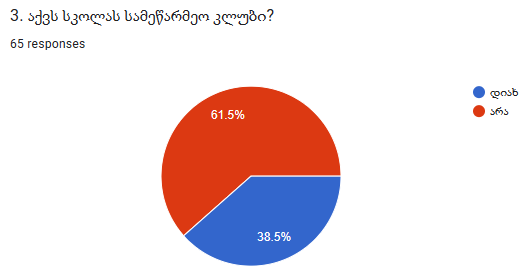 3. აქვს სკოლას სამეწარმეო კლუბი?
65 responses
დიახ
არა
61.5%
38.5%